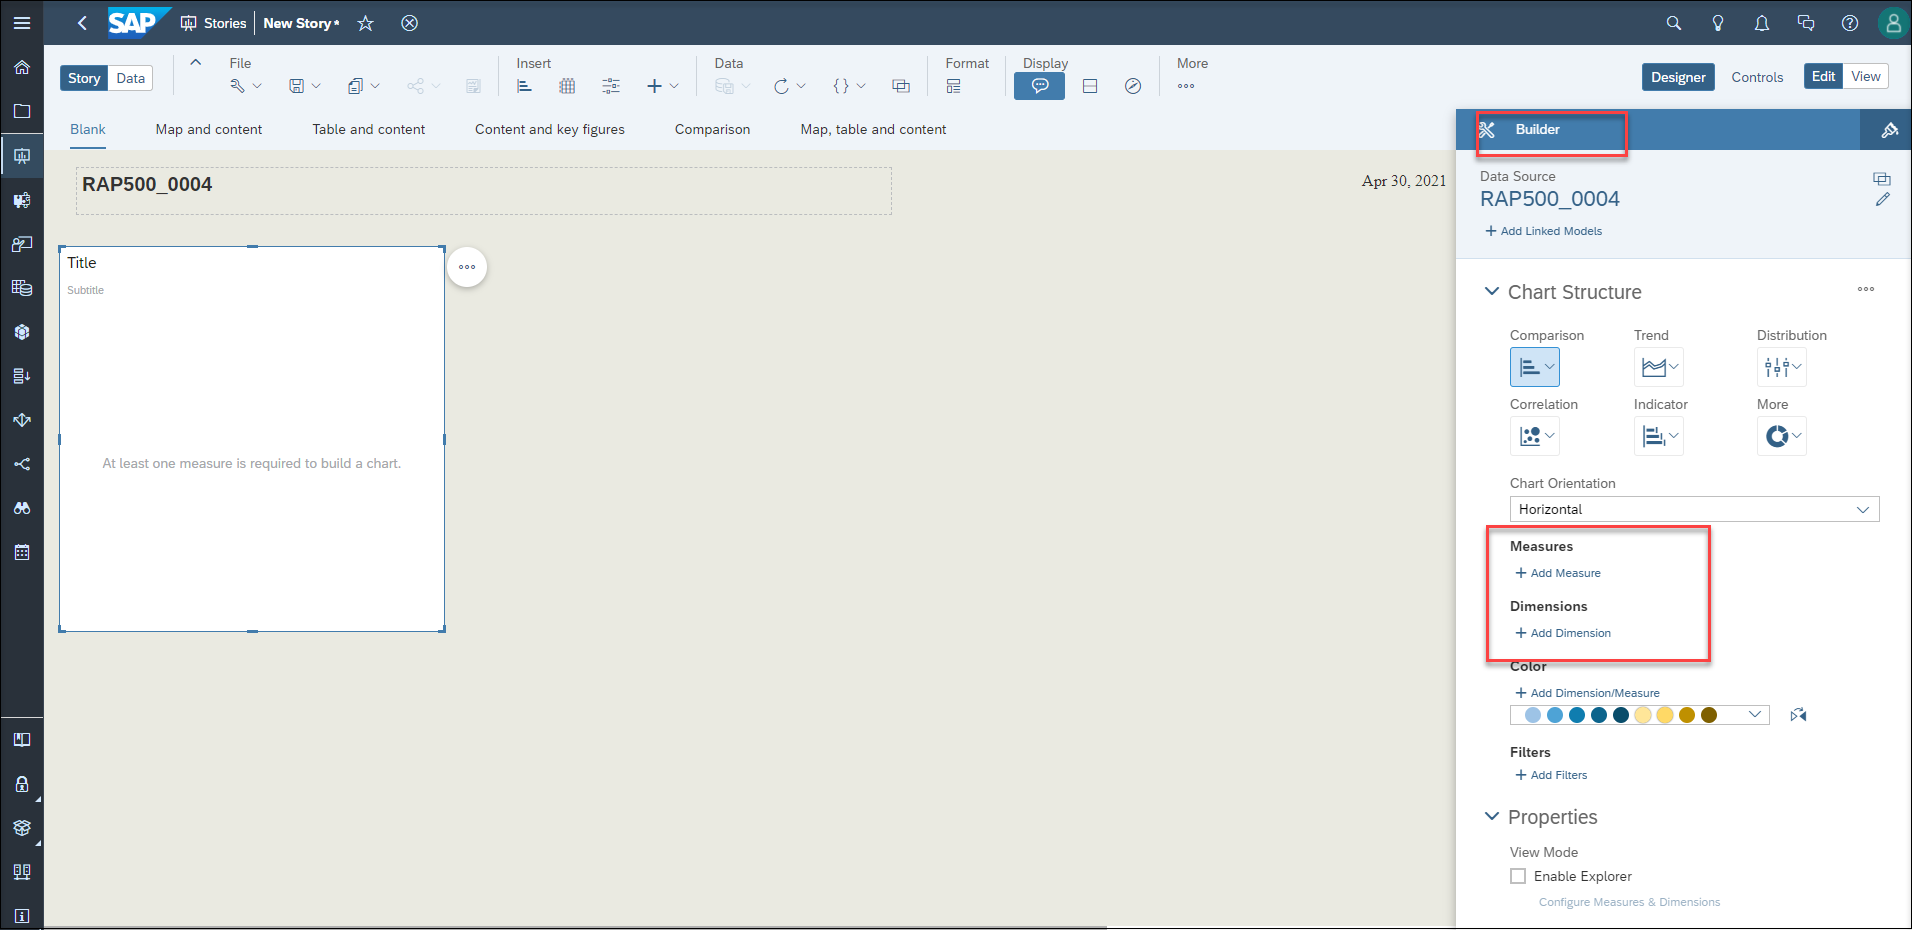 SAP Stories New Story *
Story Data
File Insert Data Format Display More
Designer Controls Edit View
Blank Map and content Table and content Content and key figures Comparison Map, table and content
RAP500_0004
Apr 30, 2021
Title
Subtitle
At least one measure is required to build a chart.
Builder
Data Source
RAP500_0004
+ Add Linked Models
Chart Structure
Comparison Trend Distribution
Correlation Indicator More
Chart Orientation
Horizontal
Measures
+ Add Measure
Dimensions
+ Add Dimension
Color
+ Add Dimension/Measure
Filters
+ Add Filters
Properties
View Mode
Enable Explorer
Configure Measures & Dimensions